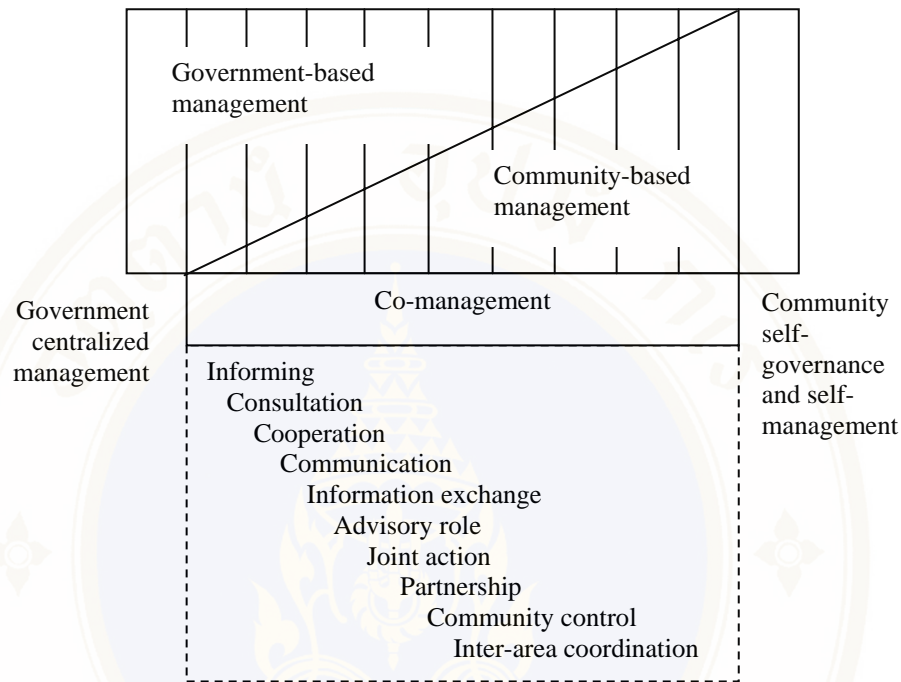 Government-based
management
Community-based
management
Government
centralized
management
Co-management
Community
self-
governance
and self-
management
Informing
Consultation
Cooperation
Communication
Information exchange
Advisory role
Joint action
Partnership
Community control
Inter-area coordination